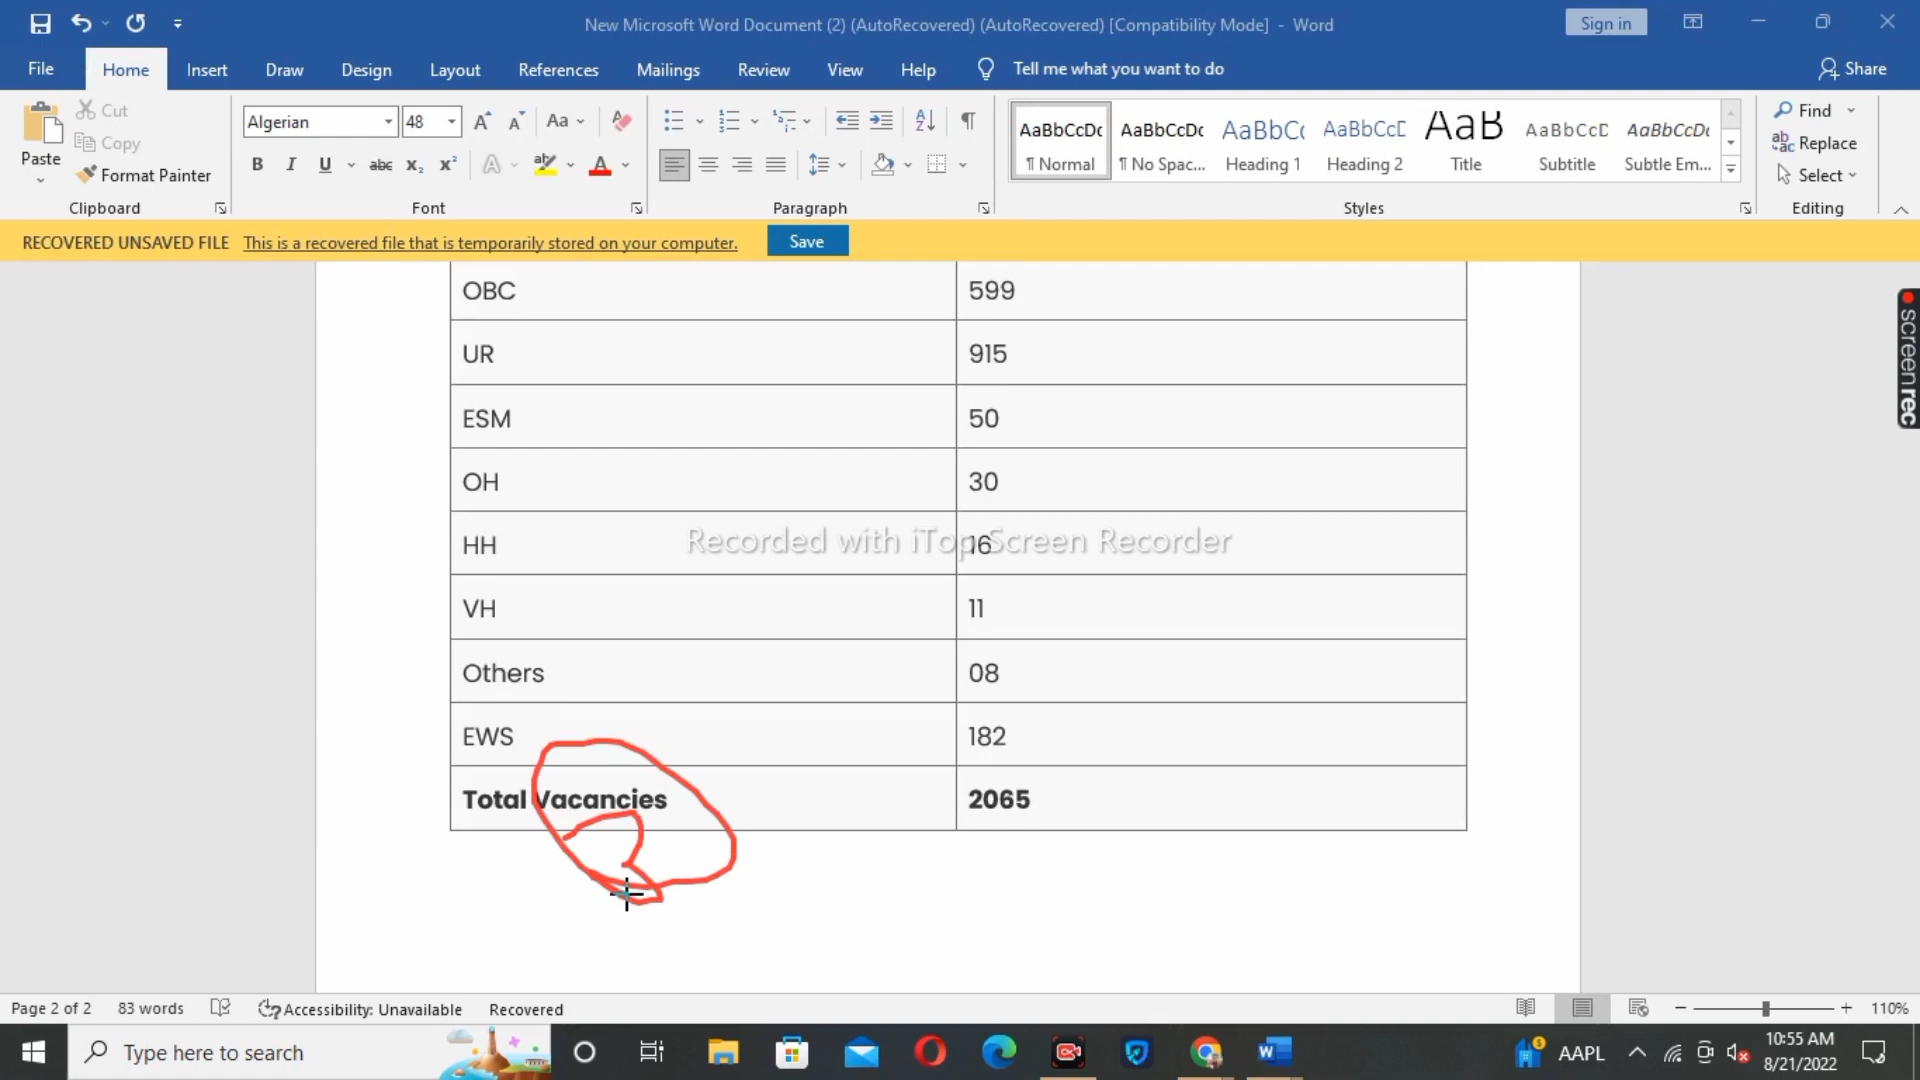 New Microsoft Word Document (2) (AutoRecovered) (AutoRecovered) [Compatibility Mode] - Word
Sign in
File Home Insert Draw Design Layout References Mailings Review View Help Tell me what you want to do Share
Paste
Cut
Copy
Format Painter
Clipboard
Algerian 48
Aa
B I U abc x₂ x² A A
Font
Paragraph
AaBbCcDc AaBbCcDc AaBbCc AaBbCcD AaB AaBbCcD AaBbCcDc
¶ Normal ¶ No Spac... Heading 1 Heading 2 Title Subtitle Subtle Em...
Styles
Find
Replace
Select
Editing
RECOVERED UNSAVED FILE This is a recovered file that is temporarily stored on your computer. Save
OBC 599
UR 915
ESM 50
OH 30
HH 16
Recorded with iTop Screen Recorder
VH 11
Others 08
EWS 182
Total Vacancies 2065
screenrec
Page 2 of 2 83 words Accessibility: Unavailable Recovered 110%
Type here to search
AAPL
10:55 AM
8/21/2022